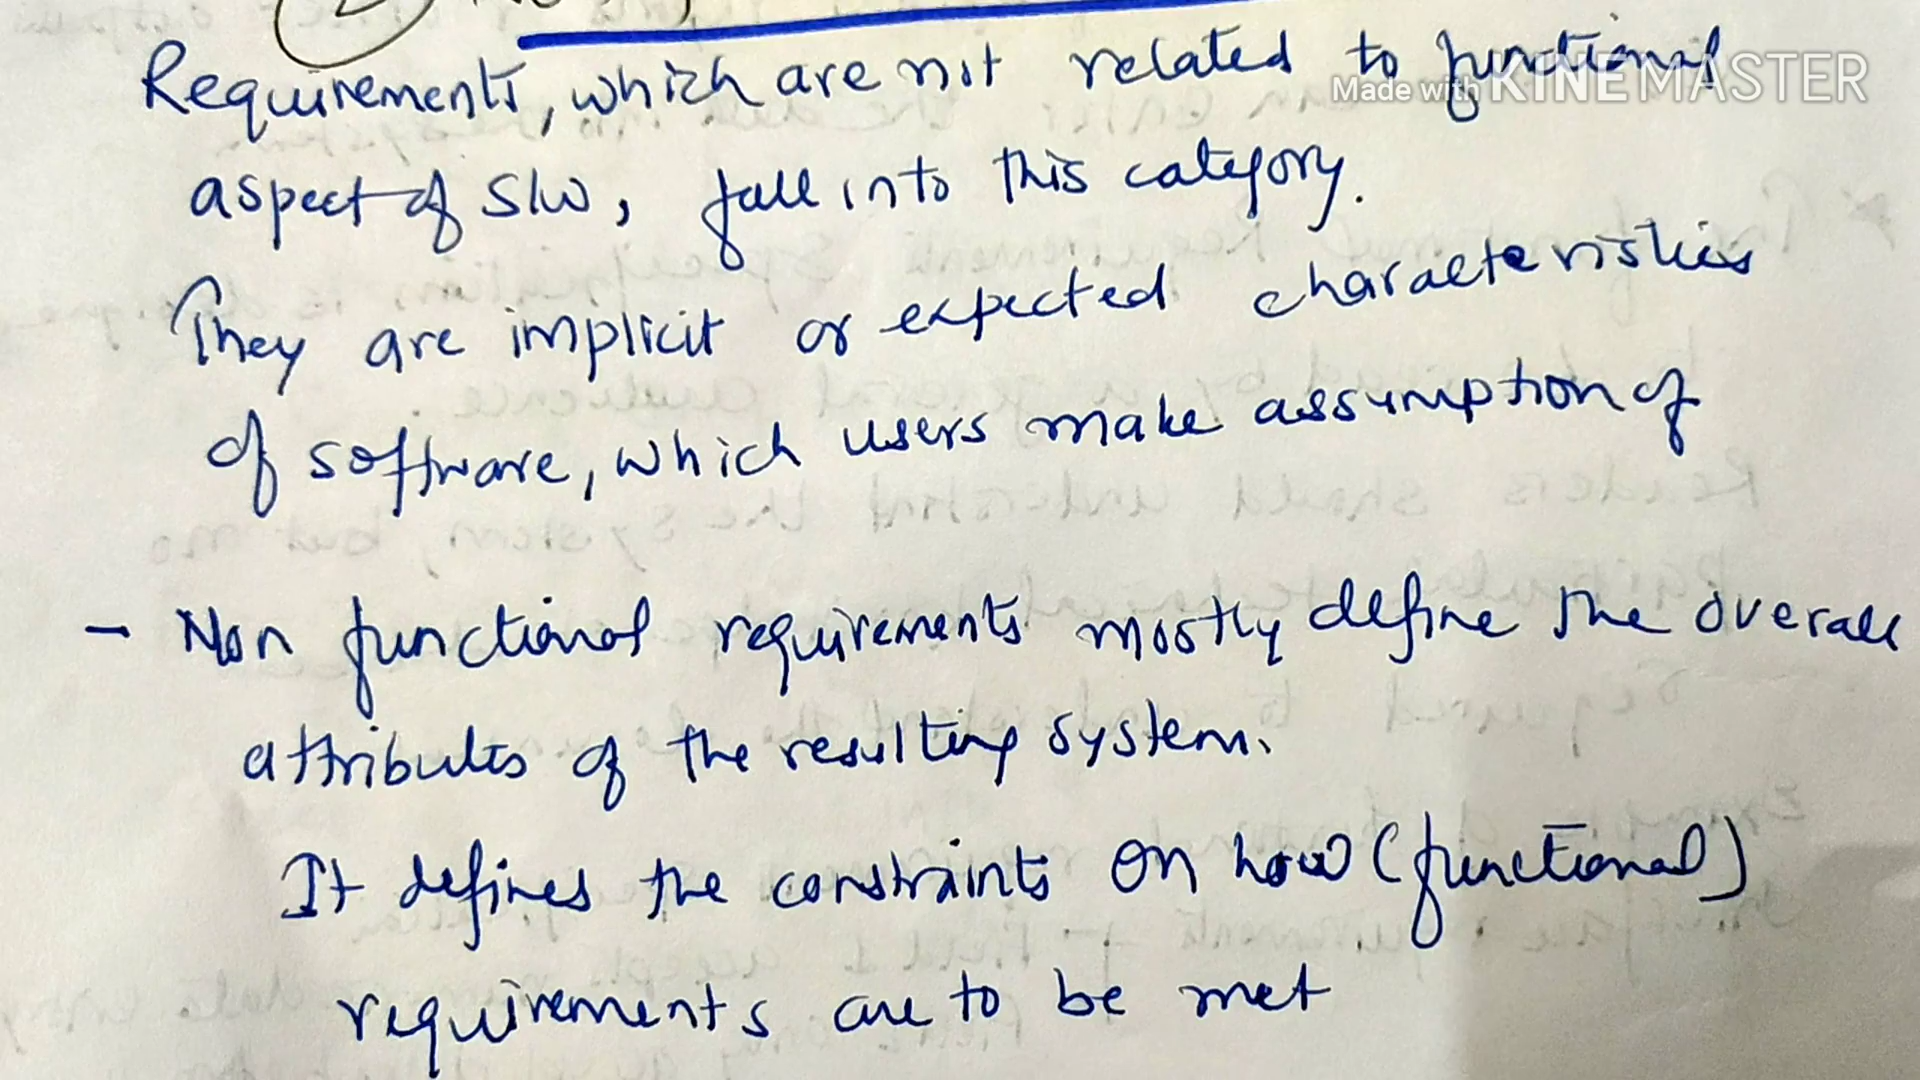 Requirements, which are not related to functional
Made with KINEMASTER
aspect of S/W, fall into this category.
They are implicit or expected characteristics
of software, which users make assumption of
- Non functional requirements mostly define the overall
attributes of the resulting system.
It defines the constraints on how (functional)
requirements are to be met